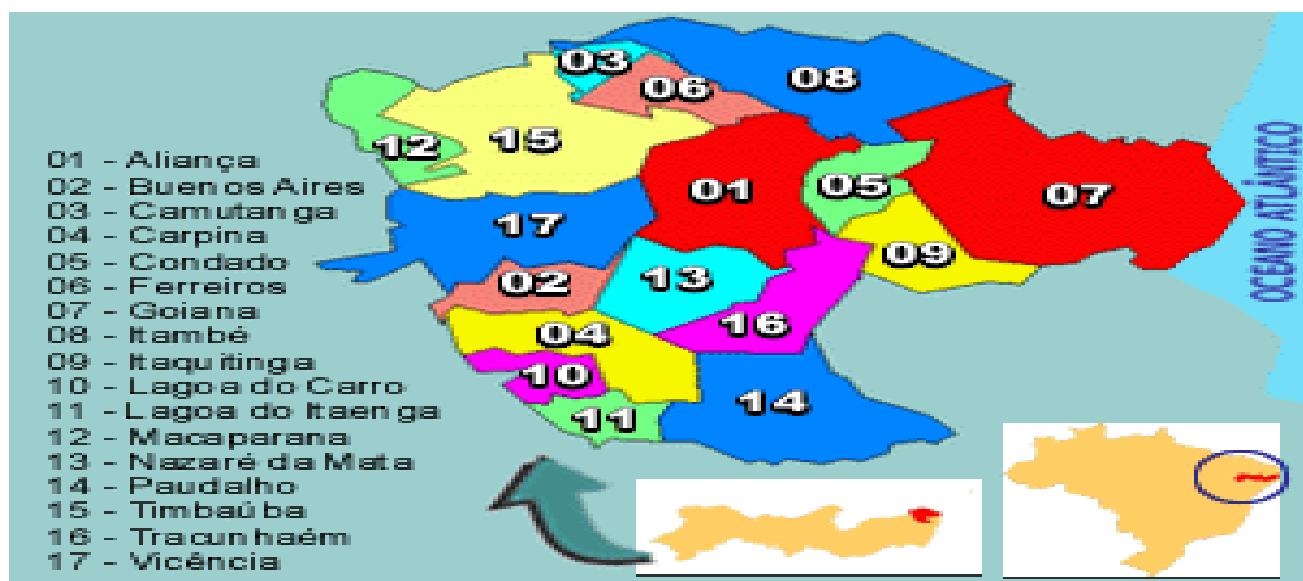 01 - Aliança
02 - Buenos Aires
03 - Camutanga
04 - Carpina
05 - Condado
06 - Ferreiros
07 - Goiana
08 - Itambé
09 - Itaquitinga
10 - Lagoa do Carro
11 - Lagoa do Itaenga
12 - Macaparana
13 - Nazaré da Mata
14 - Paudalho
15 - Timbaúba
16 - Tracunhaém
17 - Vicência
03
06
08
12
15
01
05
07
17
09
02
13
04
16
10
14
11
OCEANO ATLÂNTICO